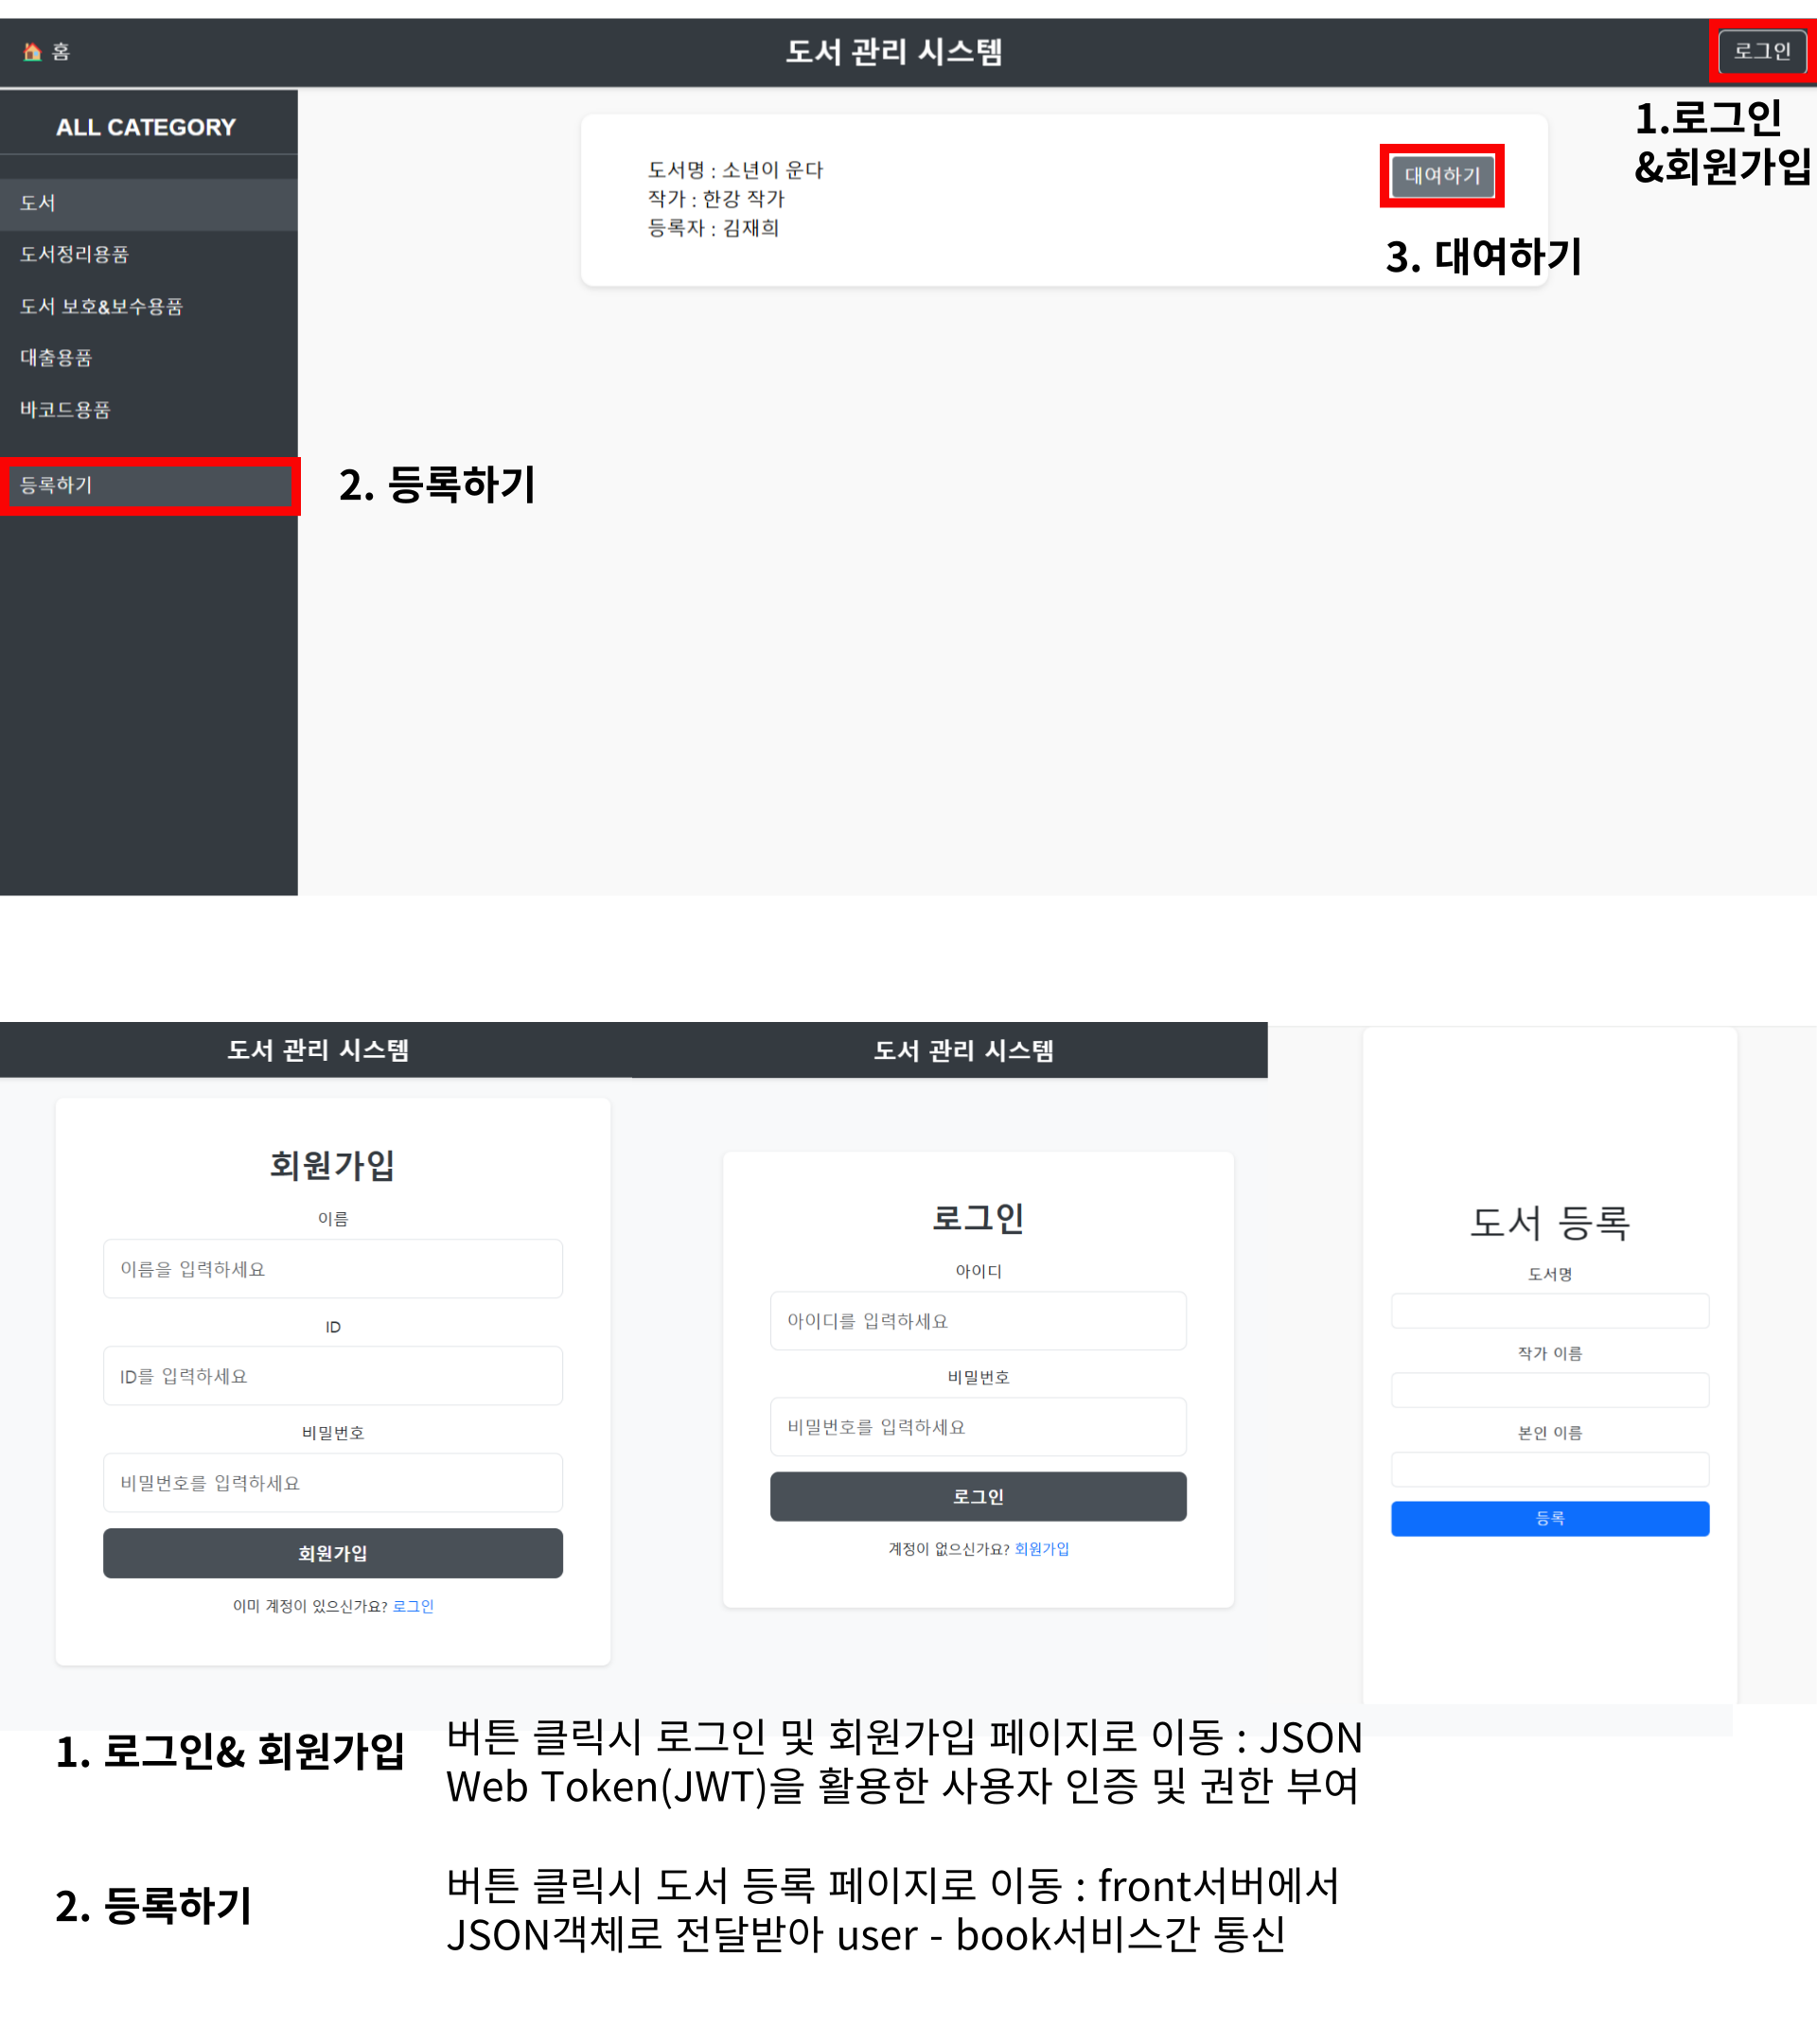 홈
도서 관리 시스템
로그인
ALL CATEGORY
도서
도서정리용품
도서 보호&보수용품
대출용품
바코드용품
등록하기
도서명 : 소년이 운다
작가 : 한강 작가
등록자 : 김재희
대여하기
1.로그인
&회원가입
3. 대여하기
2. 등록하기
도서 관리 시스템
회원가입
이름
이름을 입력하세요
ID
ID를 입력하세요
비밀번호
비밀번호를 입력하세요
회원가입
이미 계정이 있으신가요? 로그인
도서 관리 시스템
로그인
아이디
아이디를 입력하세요
비밀번호
비밀번호를 입력하세요
로그인
계정이 없으신가요? 회원가입
도서 등록
도서명
작가 이름
본인 이름
등록
1. 로그인& 회원가입
버튼 클릭시 로그인 및 회원가입 페이지로 이동 : JSON
Web Token(JWT)을 활용한 사용자 인증 및 권한 부여
2. 등록하기
버튼 클릭시 도서 등록 페이지로 이동 : front서버에서
JSON객체로 전달받아 user - book서비스간 통신